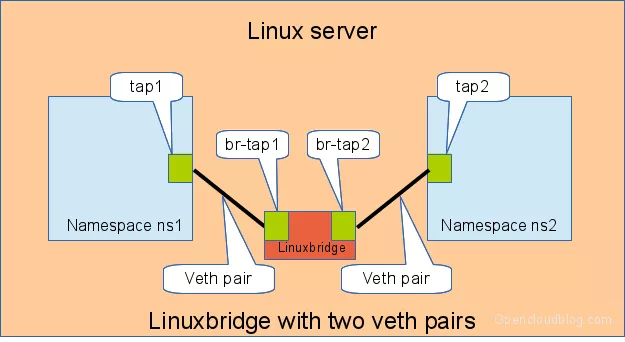 Linux server
tap1
tap2
br-tap1
br-tap2
Namespace ns1
Namespace ns2
Linuxbridge
Veth pair
Veth pair
Linuxbridge with two veth pairs
Opencloudblog.com